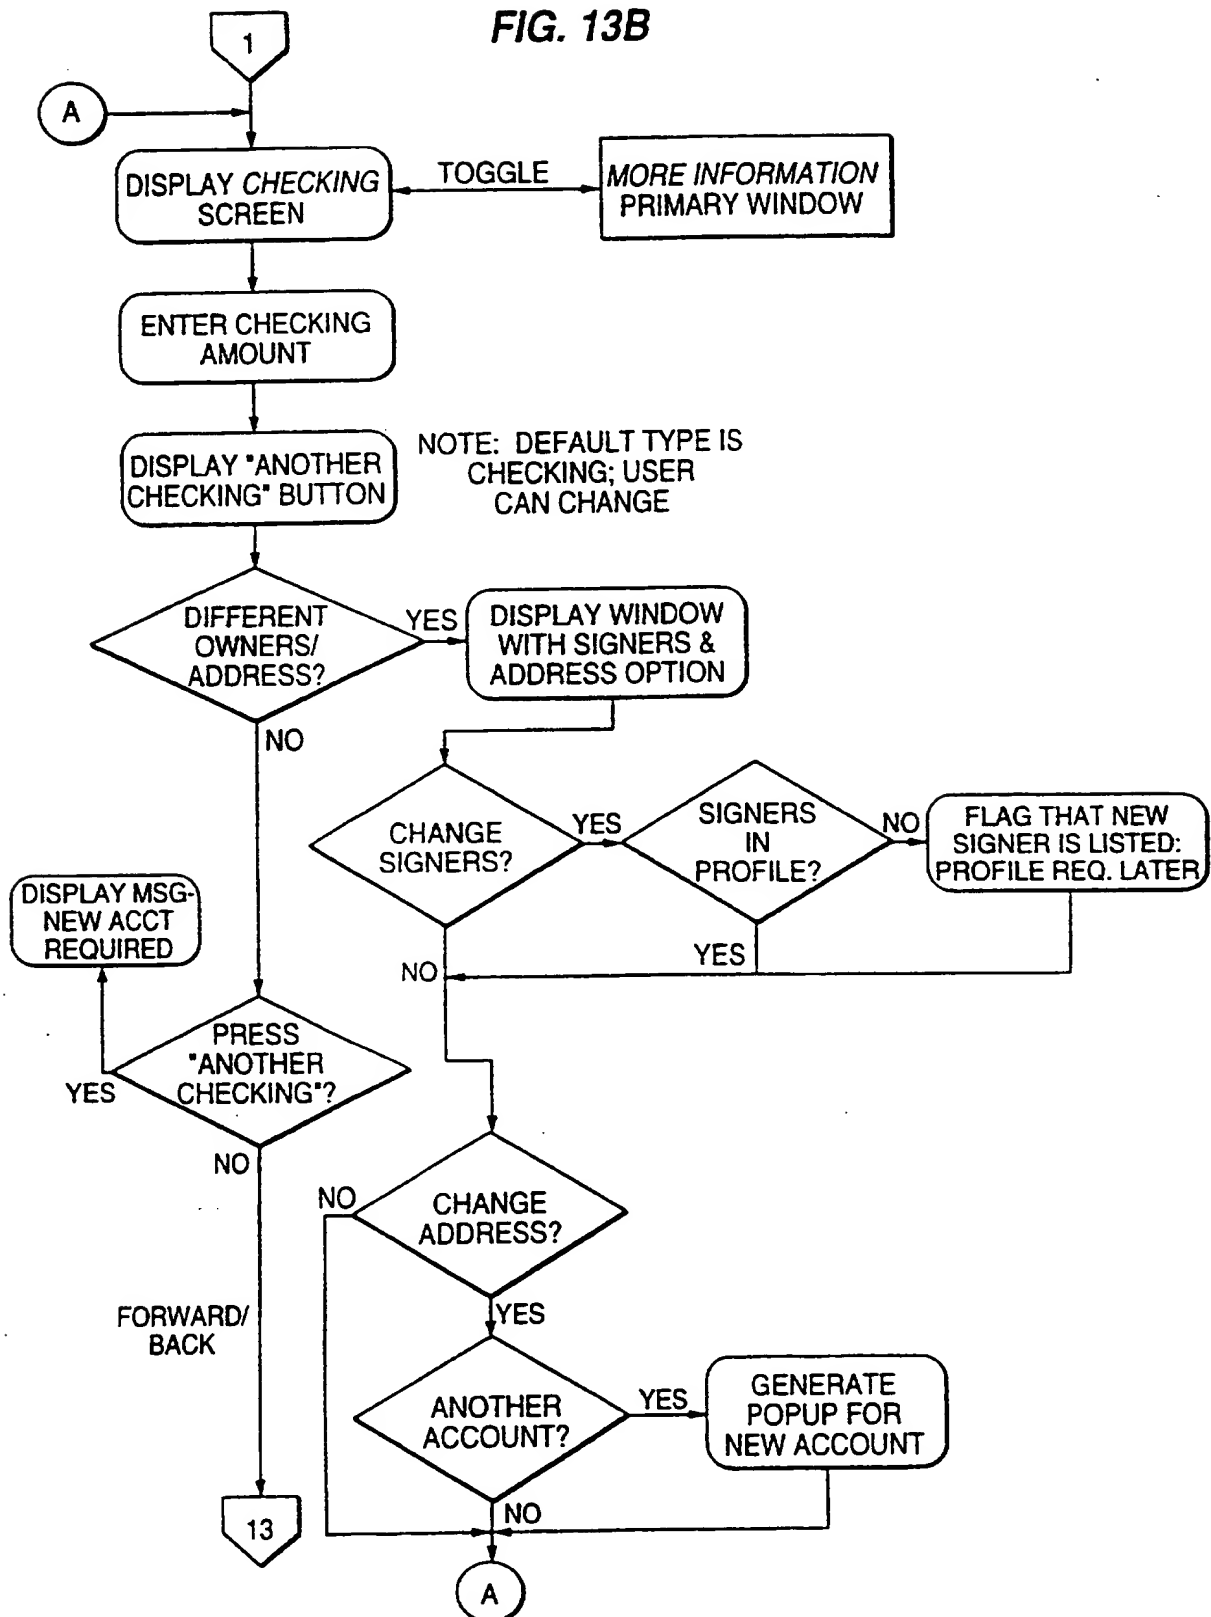 FIG. 13B
1
A
DISPLAY CHECKING
SCREEN
TOGGLE
MORE INFORMATION
PRIMARY WINDOW
ENTER CHECKING
AMOUNT
DISPLAY "ANOTHER
CHECKING" BUTTON
NOTE: DEFAULT TYPE IS
CHECKING; USER
CAN CHANGE
DIFFERENT
OWNERS/
ADDRESS?
YES
DISPLAY WINDOW
WITH SIGNERS &
ADDRESS OPTION
NO
CHANGE
SIGNERS?
YES
SIGNERS
IN
PROFILE?
NO
FLAG THAT NEW
SIGNER IS LISTED:
PROFILE REQ. LATER
DISPLAY MSG-
NEW ACCT
REQUIRED
NO
YES
PRESS
"ANOTHER
CHECKING"?
YES
NO
NO
CHANGE
ADDRESS?
YES
FORWARD/
BACK
ANOTHER
ACCOUNT?
YES
GENERATE
POPUP FOR
NEW ACCOUNT
NO
13
A